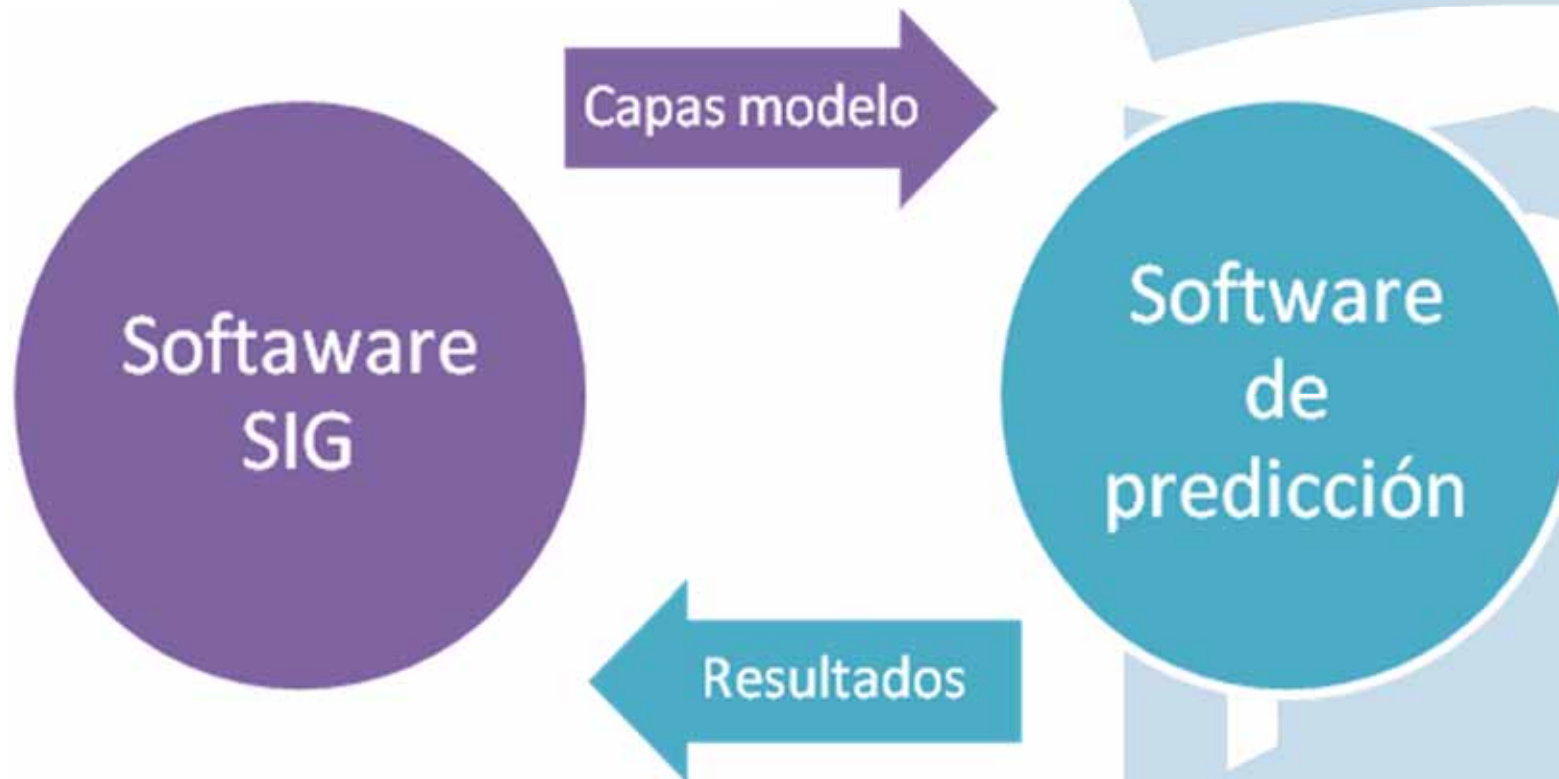 Capas modelo
Softaware
SIG
Software
de
predicción
Resultados